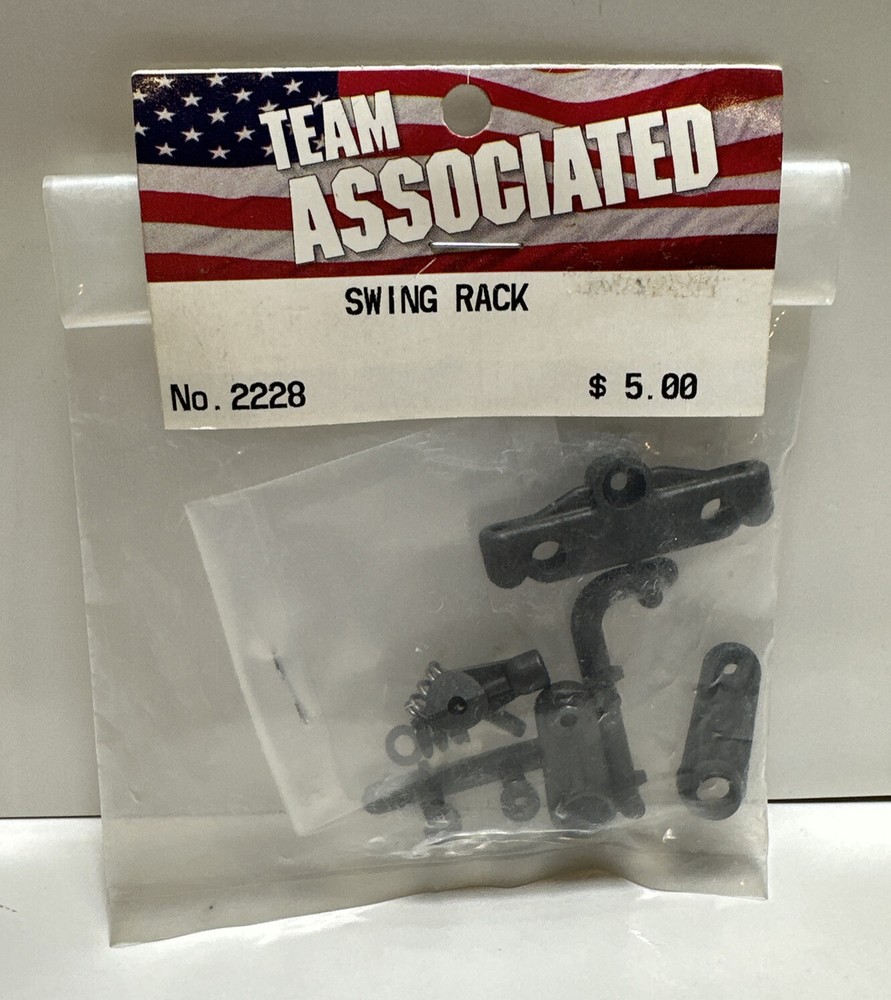 TEAM
ASSOCIATED
SWING RACK
No. 2228
$ 5.00